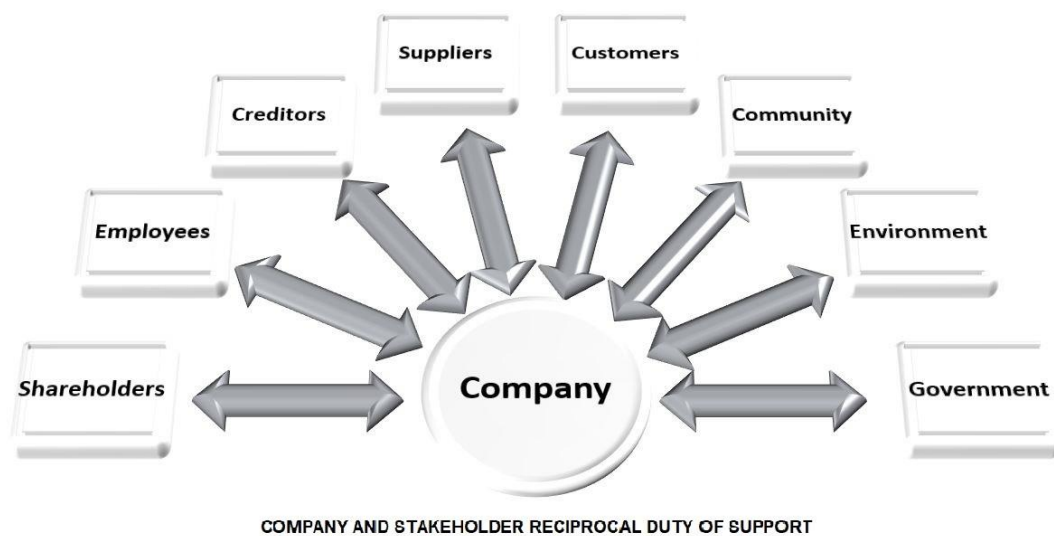 Suppliers
Customers
Creditors
Community
Employees
Environment
Shareholders
Company
Government
COMPANY AND STAKEHOLDER RECIPROCAL DUTY OF SUPPORT